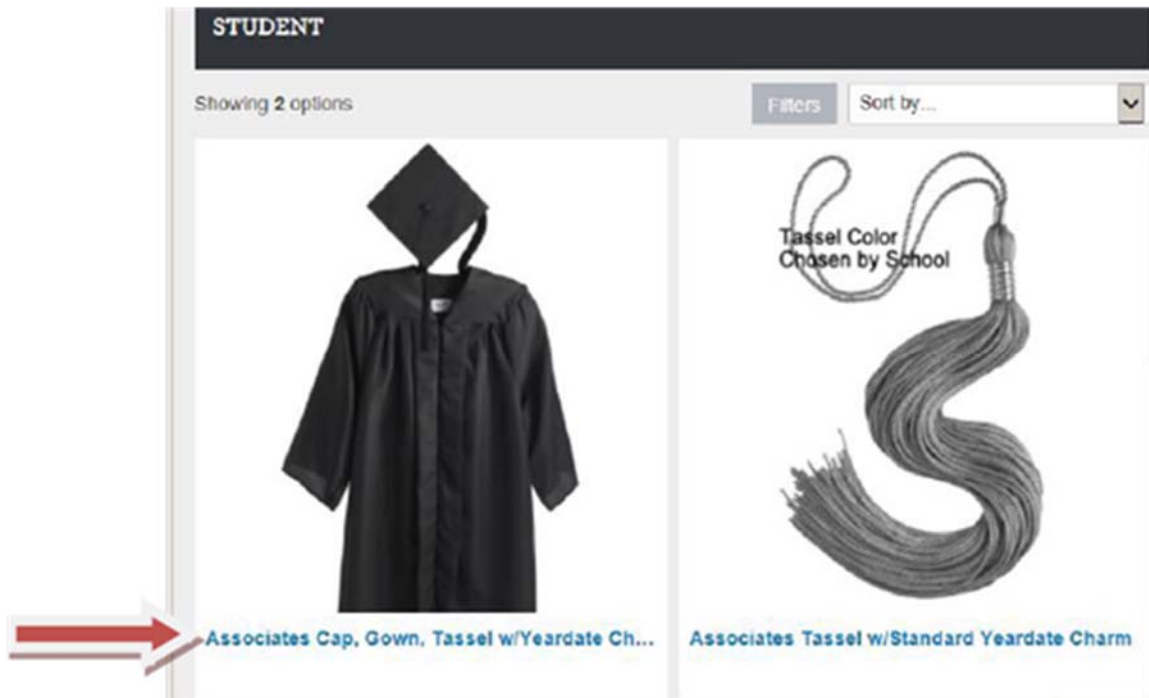 STUDENT
Showing 2 options
Filters
Sort by...
Tassel Color
Chosen by School
Associates Cap, Gown, Tassel w/Yeardate Ch...
Associates Tassel w/Standard Yeardate Charm